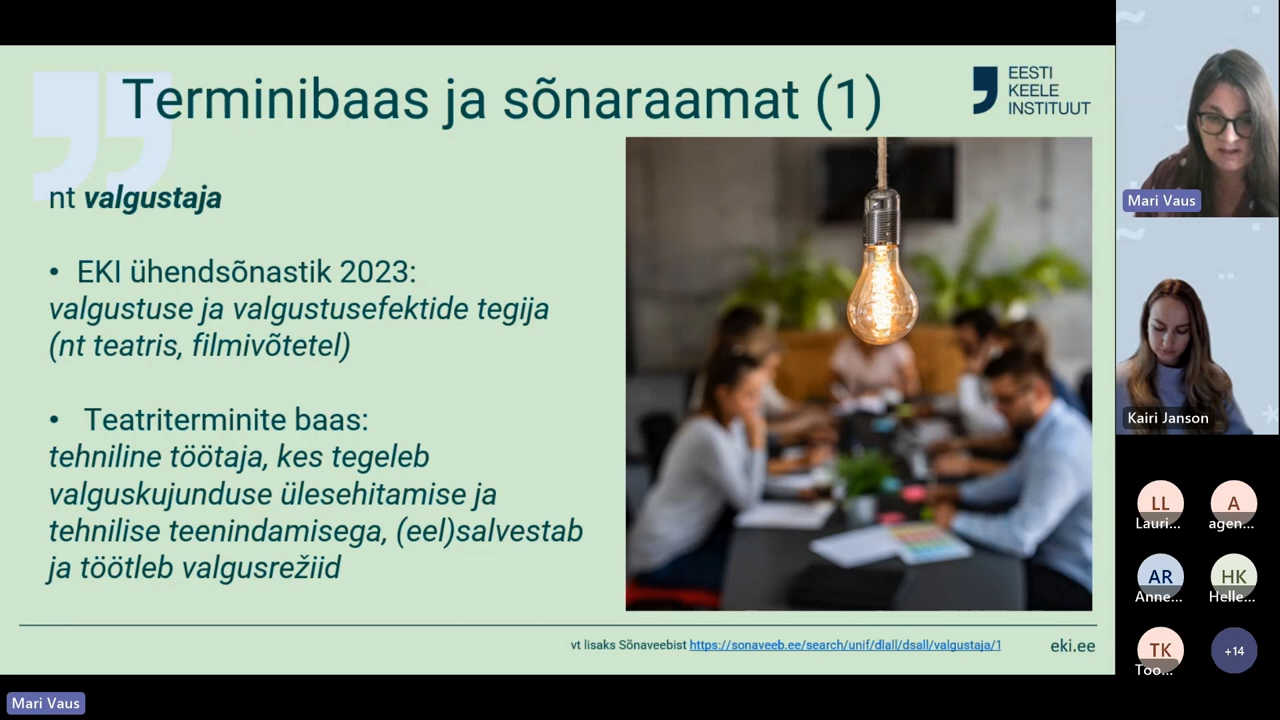 Terminibaas ja sõnaraamat (1)
EESTI
KEELE
INSTITUUT
nt valgustaja
• EKI ühendsõnastik 2023:
valgustuse ja valgustusefektide tegija
(nt teatris, filmivõtetel)
• Teatriterminite baas:
tehniline töötaja, kes tegeleb
valguskujunduse ülesehitamise ja
tehnilise teenindamisega, (eel)salvestab
ja töötleb valgusrežiid
vt lisaks Sõnaveebist https://sonaveeb.ee/search/unif/dlall/dsall/valgustaja/1
eki.ee
Mari Vaus
Mari Vaus
Kairi Janson
LL
A
Lauri...
agen...
AR
HK
Anne...
Helle...
TK
+14
Too...